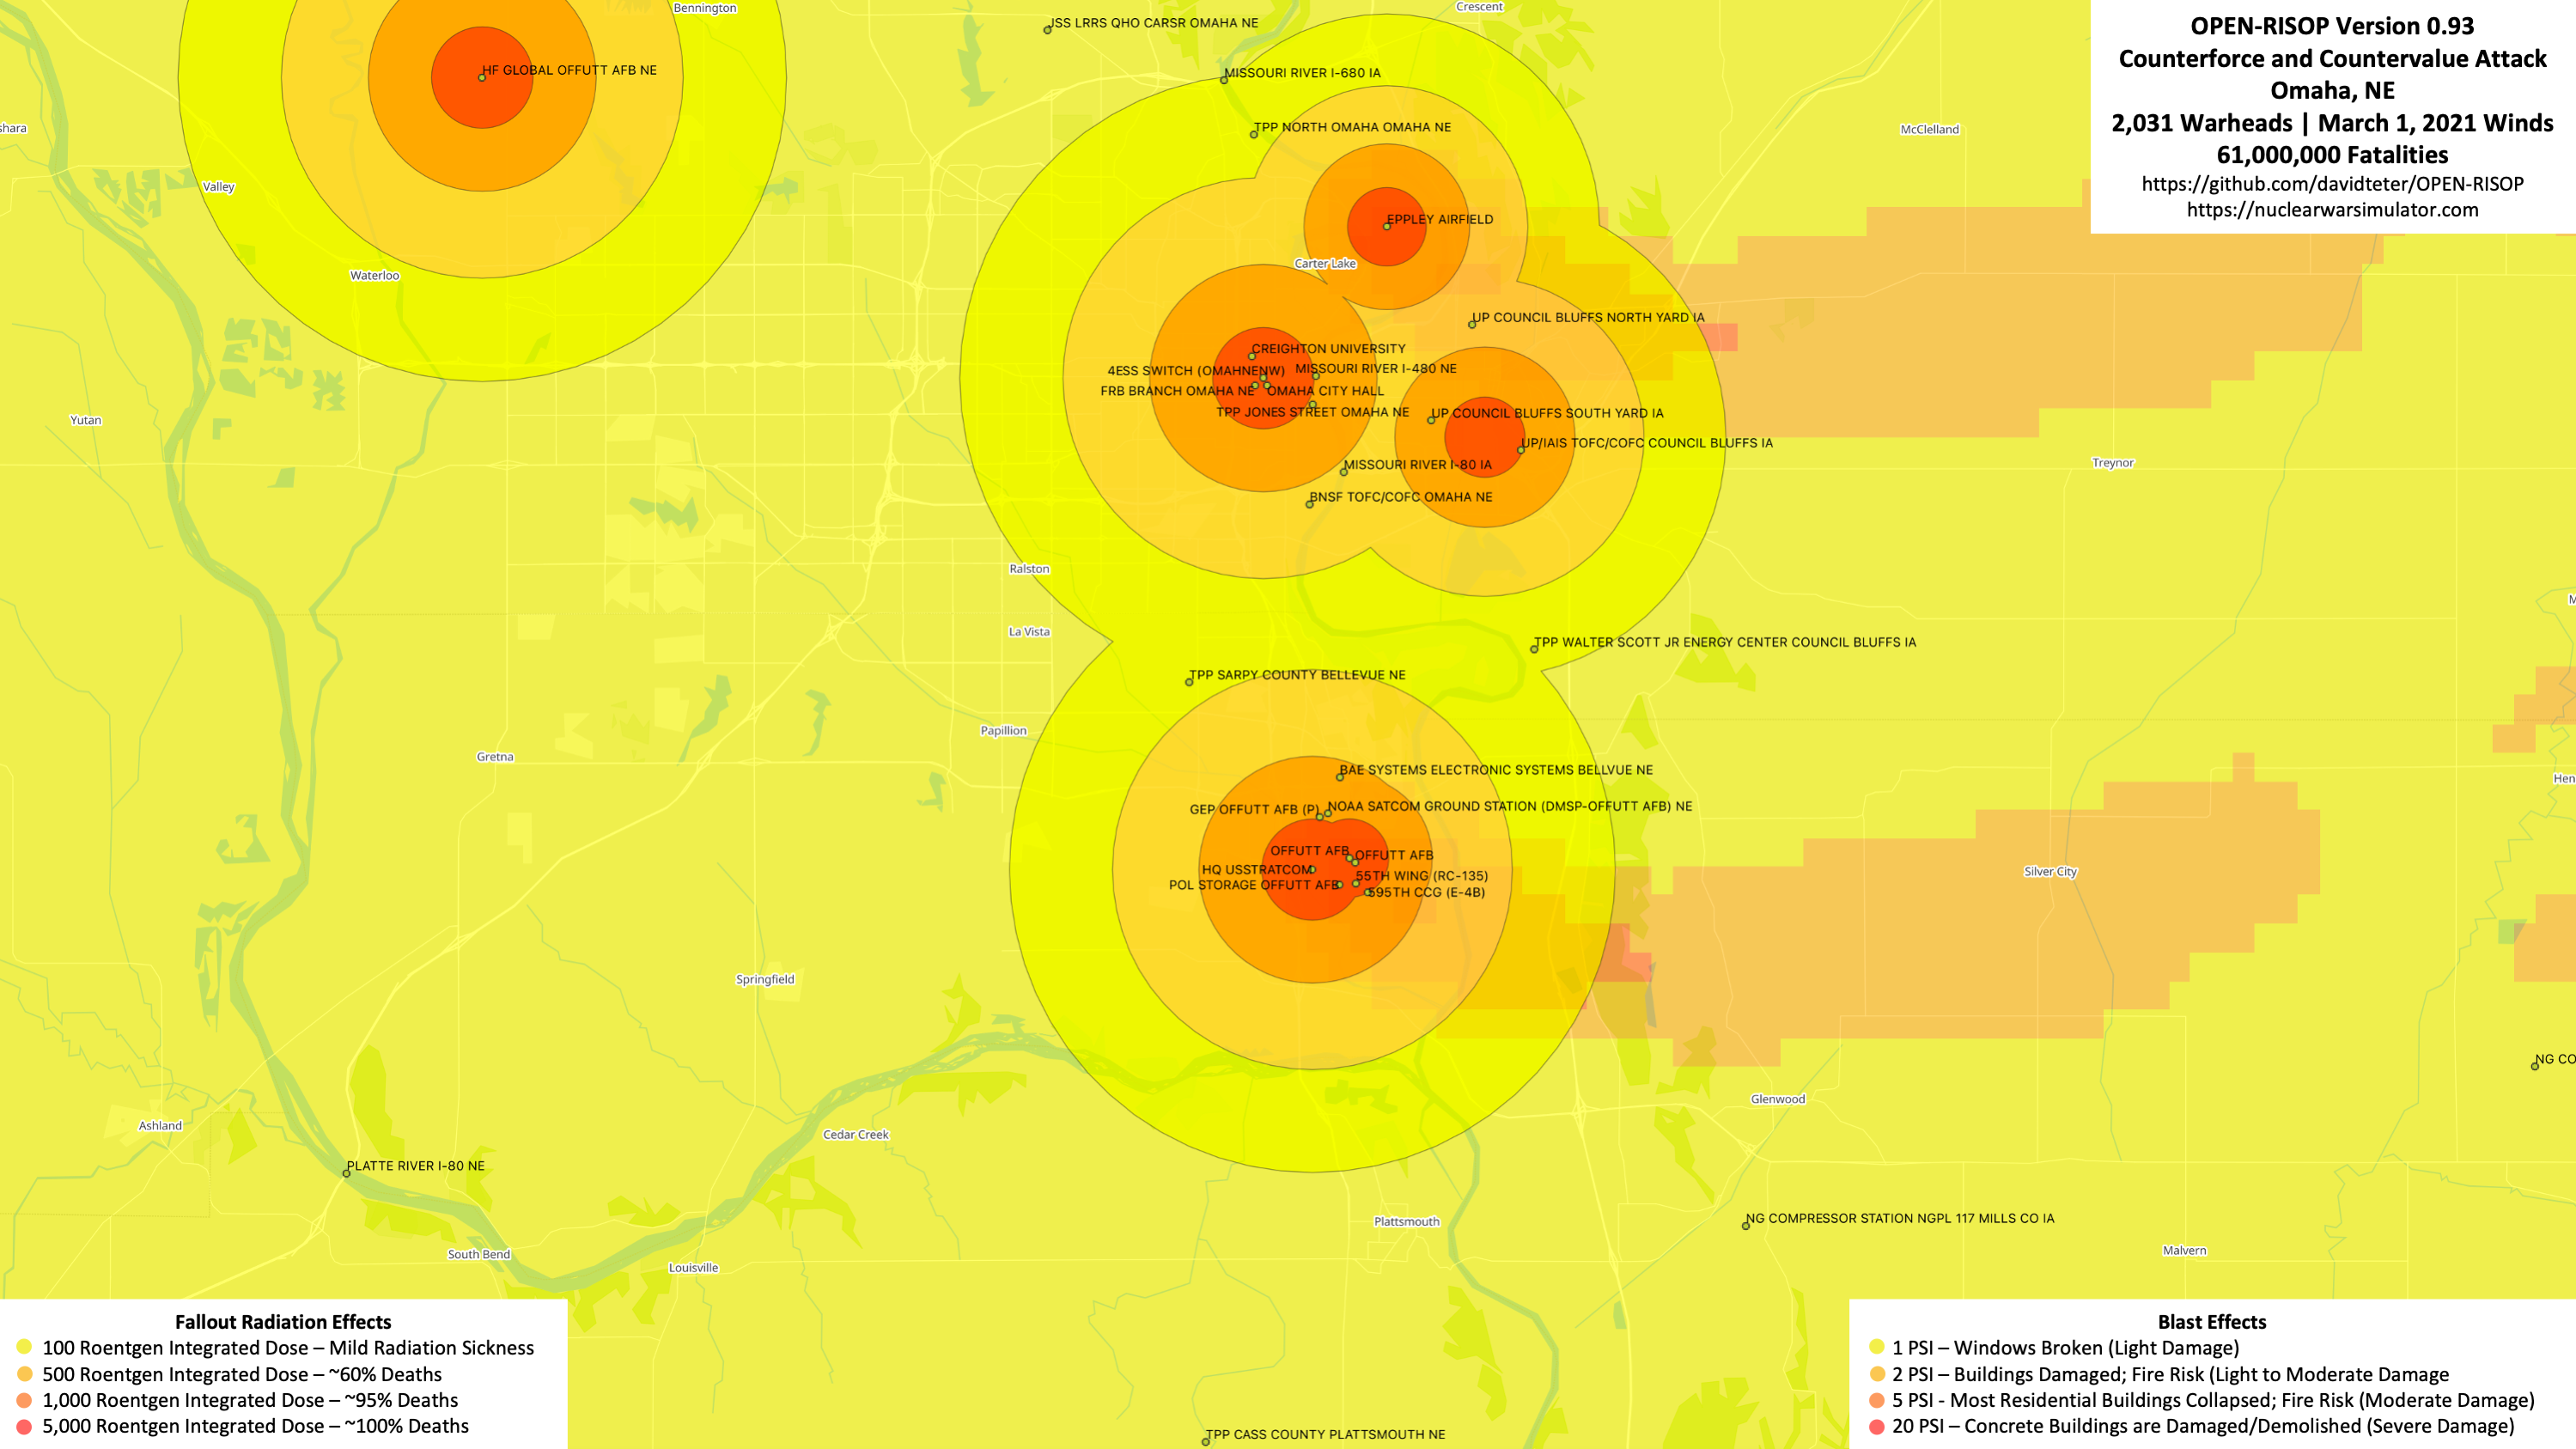 Bennington
JSS LRRS QHO CARSR OMAHA NE
Crescent
OPEN-RISOP Version 0.93
Counterforce and Countervalue Attack
Omaha, NE
2,031 Warheads | March 1, 2021 Winds
61,000,000 Fatalities
https://github.com/davidteter/OPEN-RISOP
https://nuclearwarsimulator.com
HF GLOBAL OFFUTT AFB NE
MISSOURI RIVER I-680 IA
shara
TPP NORTH OMAHA OMAHA NE
McClelland
Valley
EPPLEY AIRFIELD
Carter Lake
Waterloo
UP COUNCIL BLUFFS NORTH YARD IA
CREIGHTON UNIVERSITY
4ESS SWITCH (OMAHNENW)
MISSOURI RIVER I-480 NE
FRB BRANCH OMAHA NE
OMAHA CITY HALL
TPP JONES STREET OMAHA NE
UP COUNCIL BLUFFS SOUTH YARD IA
Yutan
UP/IAIS TOFC/COFC COUNCIL BLUFFS IA
MISSOURI RIVER I-80 IA
Treynor
BNSF TOFC/COFC OMAHA NE
Ralston
M
La Vista
TPP WALTER SCOTT JR ENERGY CENTER COUNCIL BLUFFS IA
TPP SARPY COUNTY BELLEVUE NE
Papillion
Gretna
BAE SYSTEMS ELECTRONIC SYSTEMS BELLVUE NE
Hen
GEP OFFUTT AFB (P)
NOAA SATCOM GROUND STATION (DMSP-OFFUTT AFB) NE
OFFUTT AFB
OFFUTT AFB
HQ USSTRATCOM
55TH WING (RC-135)
Silver City
POL STORAGE OFFUTT AFB
595TH CCG (E-4B)
Springfield
NG CO
Glenwood
Ashland
Cedar Creek
PLATTE RIVER I-80 NE
Plattsmouth
NG COMPRESSOR STATION NGPL 117 MILLS CO IA
South Bend
Malvern
Louisville
TPP CASS COUNTY PLATTSMOUTH NE
Fallout Radiation Effects
100 Roentgen Integrated Dose – Mild Radiation Sickness
500 Roentgen Integrated Dose – ~60% Deaths
1,000 Roentgen Integrated Dose – ~95% Deaths
5,000 Roentgen Integrated Dose – ~100% Deaths
Blast Effects
1 PSI – Windows Broken (Light Damage)
2 PSI – Buildings Damaged; Fire Risk (Light to Moderate Damage
5 PSI - Most Residential Buildings Collapsed; Fire Risk (Moderate Damage)
20 PSI – Concrete Buildings are Damaged/Demolished (Severe Damage)